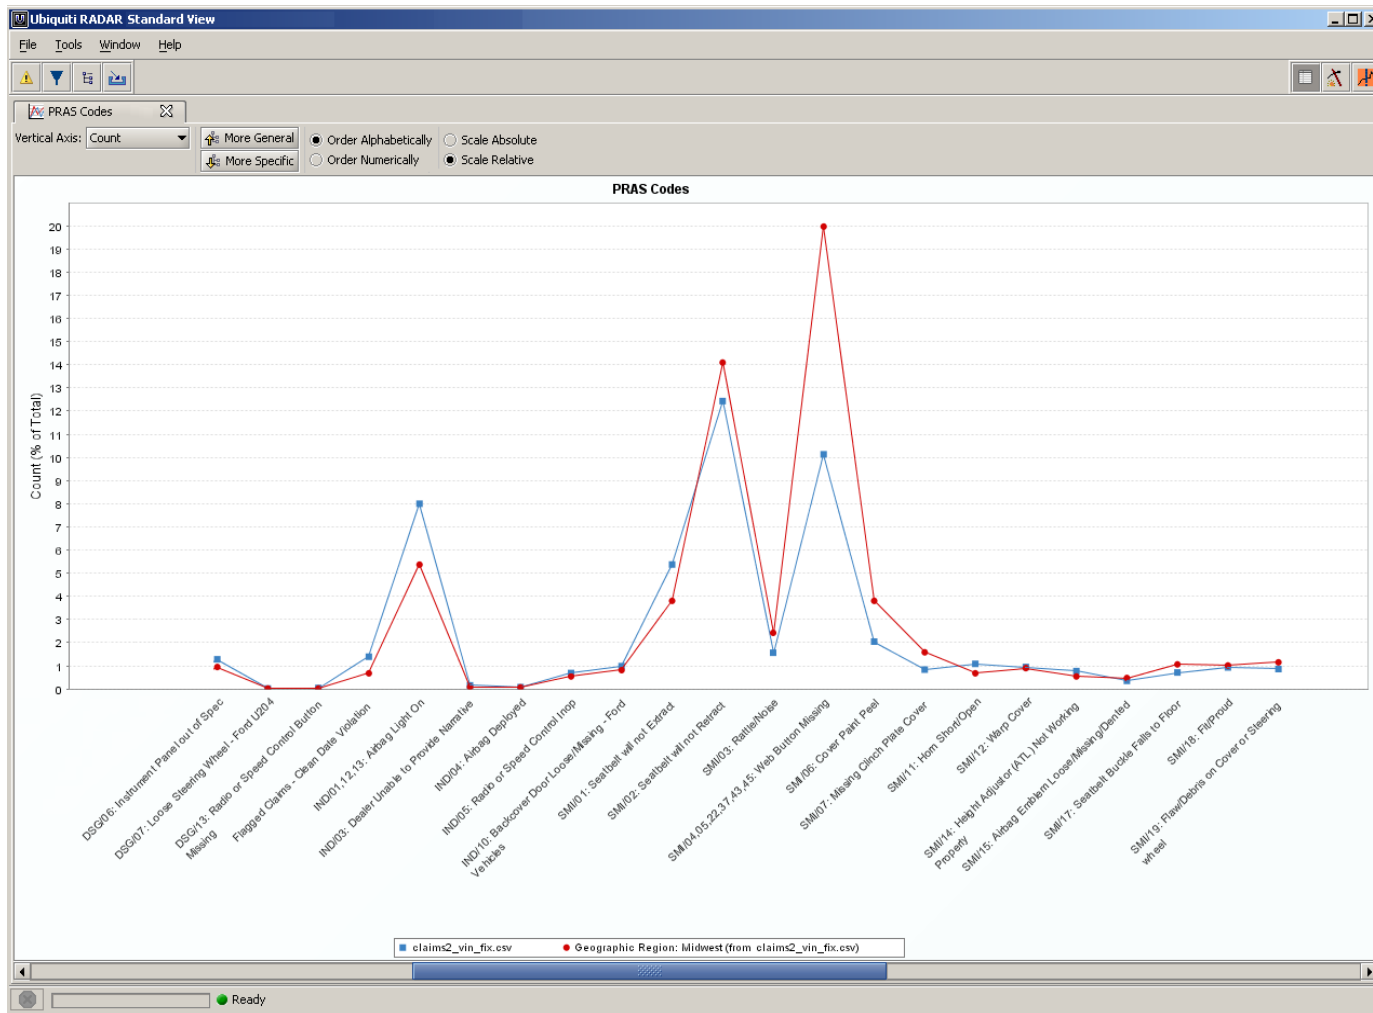 Ubiquiti RADAR Standard View
File Tools Window Help
PRAS Codes
Vertical Axis: Count
More General
Order Alphabetically
Scale Absolute
More Specific
Order Numerically
Scale Relative
PRAS Codes
Count (% of Total)
20
19
18
17
16
15
14
13
12
11
10
9
8
7
6
5
4
3
2
1
0
DSG/06: Instrument Panel out of Spec
DSG/07: Loose Steering Wheel - Ford U204
DSG/13: Radio or Speed Control Button
Missing
Flagged Claims - Clean Date Violation
IND/01,12,13: Airbag Light On
IND/03: Dealer Unable to Provide Narrative
IND/04: Airbag Deployed
IND/05: Radio or Speed Control Inop
IND/10: Backcover Door Loose/Missing - Ford
Vehicles
SMI/01: Seatbelt will not Extract
SMI/02: Seatbelt will not Retract
SMI/03: Rattle/Noise
SMI/04,05,22,37,43,45: Web Button Missing
SMI/06: Cover Paint Peel
SMI/07: Missing Clinch Plate Cover
SMI/11: Horn Short/Open
SMI/12: Warp Cover
SMI/14: Height Adjustor (ATL) Not Working
Properly
SMI/15: Airbag Emblem Loose/Missing/Dented
SMI/17: Seatbelt Buckle Falls to Floor
SMI/18: Fit/Proud
SMI/19: Flaw/Debris on Cover or Steering
wheel
claims2_vin_fix.csv
Geographic Region: Midwest (from claims2_vin_fix.csv)
Ready